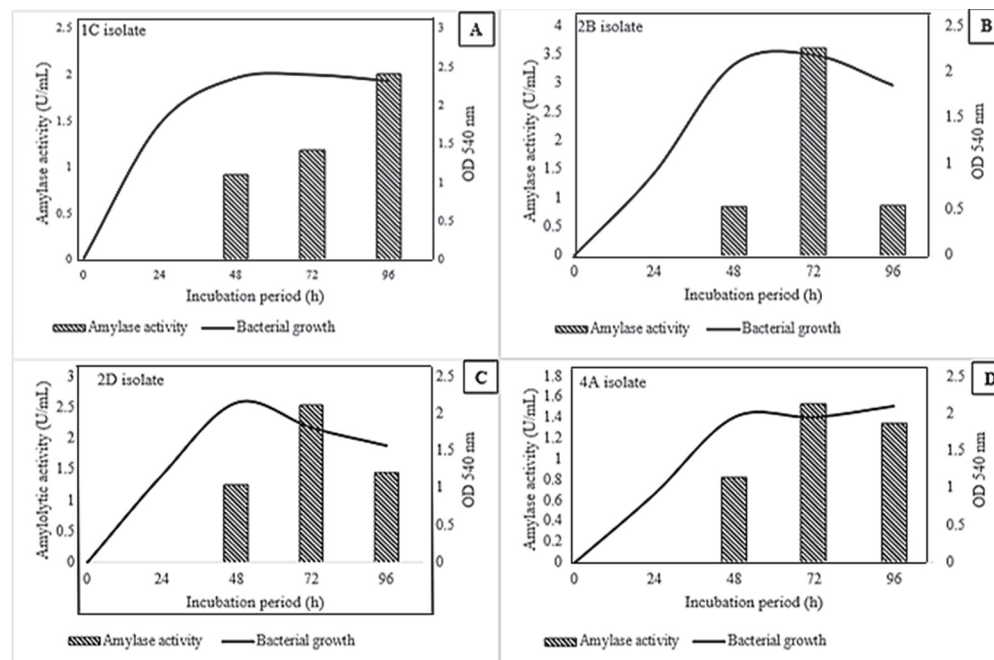 1C isolate
A
Amylase activity (U/mL)
2.5
2
1.5
1
0.5
0
3
2.5
2
1.5
1
0.5
0
OD 540 nm
0 24 48 72 96
Incubation period (h)
Amylase activity Bacterial growth
2B isolate
B
Amylase activity (U/mL)
4
3.5
3
2.5
2
1.5
1
0.5
0
2.5
2
1.5
1
0.5
0
OD 540 nm
0 24 48 72 96
Incubation period (h)
Amylase activity Bacterial growth
2D isolate
C
Amylolytic activity (U/mL)
3
2.5
2
1.5
1
0.5
0
2.5
2
1.5
1
0.5
0
OD 540 nm
0 24 48 72 96
Incubation period (h)
Amylase activity Bacterial growth
4A isolate
D
Amylase activity (U/mL)
1.8
1.6
1.4
1.2
1
0.8
0.6
0.4
0.2
0
2.5
2
1.5
1
0.5
0
OD 540 nm
0 24 48 72 96
Incubation period (h)
Amylase activity Bacterial growth